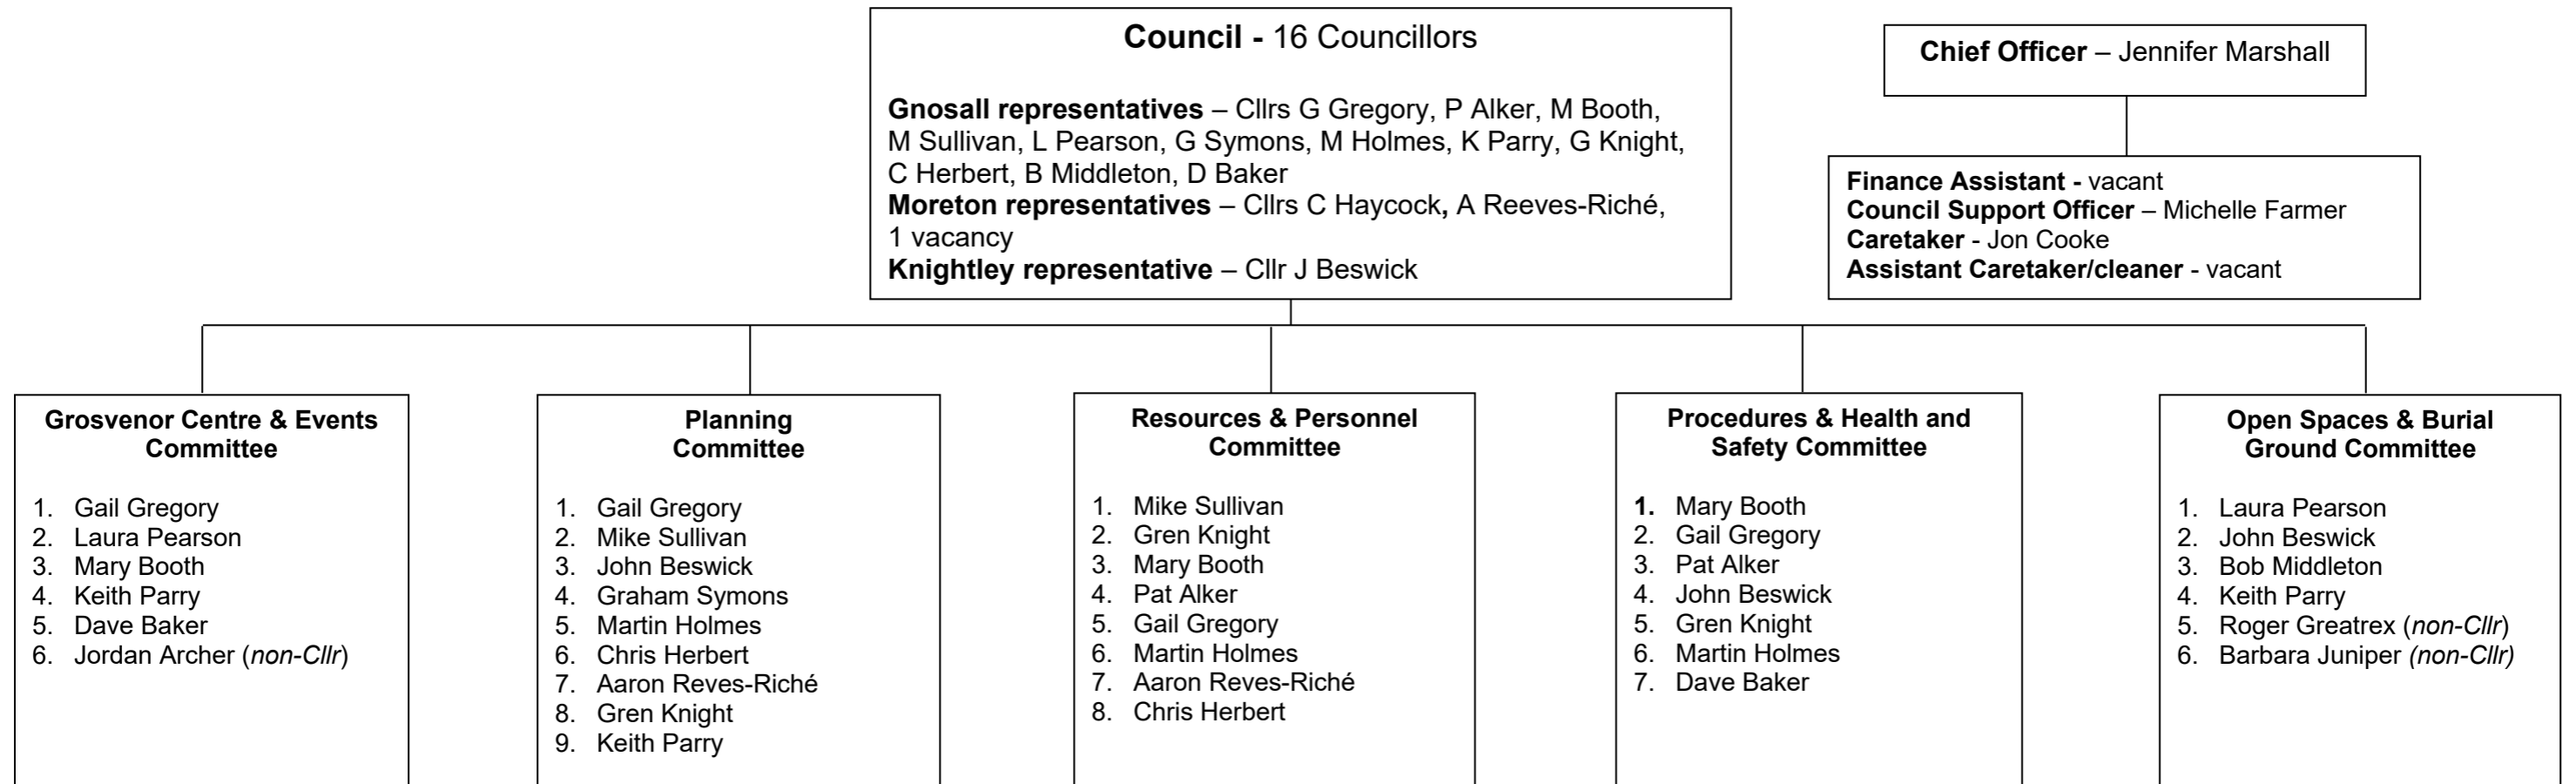 Council - 16 Councillors
Gnosall representatives – Cllrs G Gregory, P Alker, M Booth,
M Sullivan, L Pearson, G Symons, M Holmes, K Parry, G Knight,
C Herbert, B Middleton, D Baker
Moreton representatives – Cllrs C Haycock, A Reeves-Riché,
1 vacancy
Knightley representative – Cllr J Beswick
Chief Officer – Jennifer Marshall
Finance Assistant - vacant
Council Support Officer – Michelle Farmer
Caretaker - Jon Cooke
Assistant Caretaker/cleaner - vacant
Grosvenor Centre & Events
Committee
1. Gail Gregory
2. Laura Pearson
3. Mary Booth
4. Keith Parry
5. Dave Baker
6. Jordan Archer (non-Cllr)
Planning
Committee
1. Gail Gregory
2. Mike Sullivan
3. John Beswick
4. Graham Symons
5. Martin Holmes
6. Chris Herbert
7. Aaron Reves-Riché
8. Gren Knight
9. Keith Parry
Resources & Personnel
Committee
1. Mike Sullivan
2. Gren Knight
3. Mary Booth
4. Pat Alker
5. Gail Gregory
6. Martin Holmes
7. Aaron Reves-Riché
8. Chris Herbert
Procedures & Health and
Safety Committee
1. Mary Booth
2. Gail Gregory
3. Pat Alker
4. John Beswick
5. Gren Knight
6. Martin Holmes
7. Dave Baker
Open Spaces & Burial
Ground Committee
1. Laura Pearson
2. John Beswick
3. Bob Middleton
4. Keith Parry
5. Roger Greatrex (non-Cllr)
6. Barbara Juniper (non-Cllr)